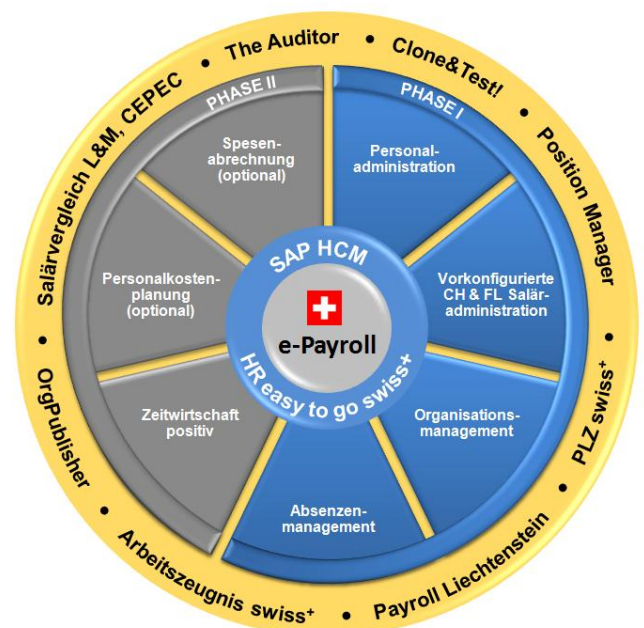 The Auditor • Clone&Test! • Position Manager • PLZ swiss+ • Payroll Liechtenstein • Arbeitszeugnis swiss+ • OrgPublisher • Salärvergleich L&M, CEPEC •
PHASE II
PHASE I
Spesen-
abrechnung
(optional)
Personal-
administration
Personalkosten-
planung
(optional)
Vorkonfigurierte
CH & FL Salär-
administration
SAP HCM
e-Payroll
HR easy to go swiss+
Zeitwirtschaft
positiv
Organisations-
management
Absenzen-
management